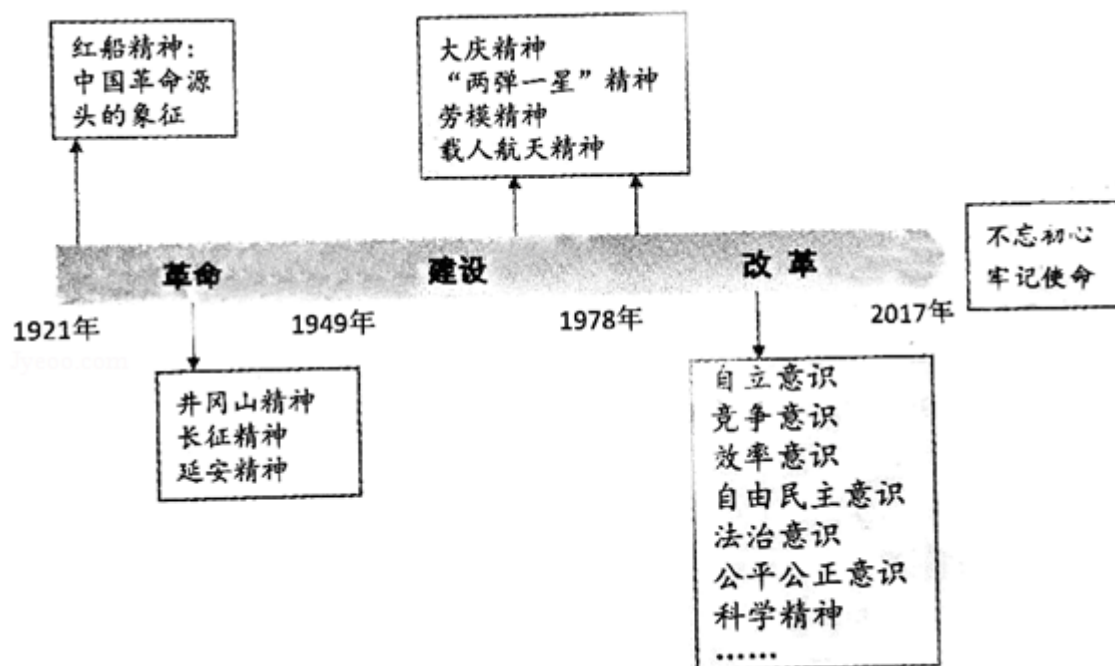 红船精神：
中国革命源
头的象征
大庆精神
“两弹一星”精神
劳模精神
载人航天精神
不忘初心
牢记使命
革命
建设
改革
1921年
1949年
1978年
2017年
jyeoo.com
井冈山精神
长征精神
延安精神
自立意识
竞争意识
效率意识
自由民主意识
法治意识
公平公正意识
科学精神
……